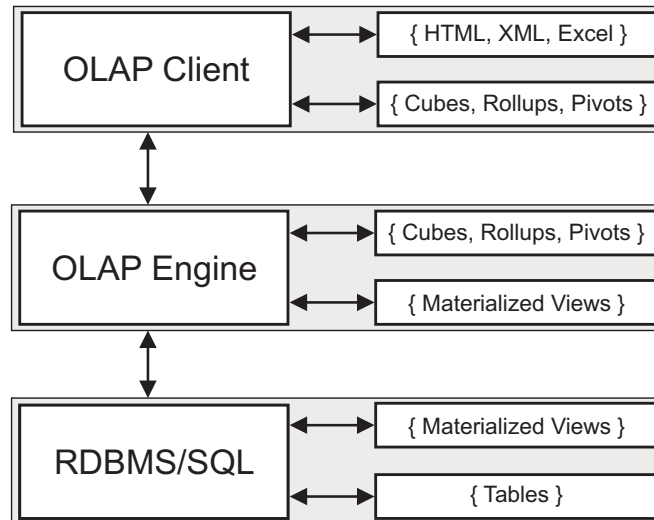 OLAP Client
{ HTML, XML, Excel }
{ Cubes, Rollups, Pivots }
OLAP Engine
{ Cubes, Rollups, Pivots }
{ Materialized Views }
RDBMS/SQL
{ Materialized Views }
{ Tables }